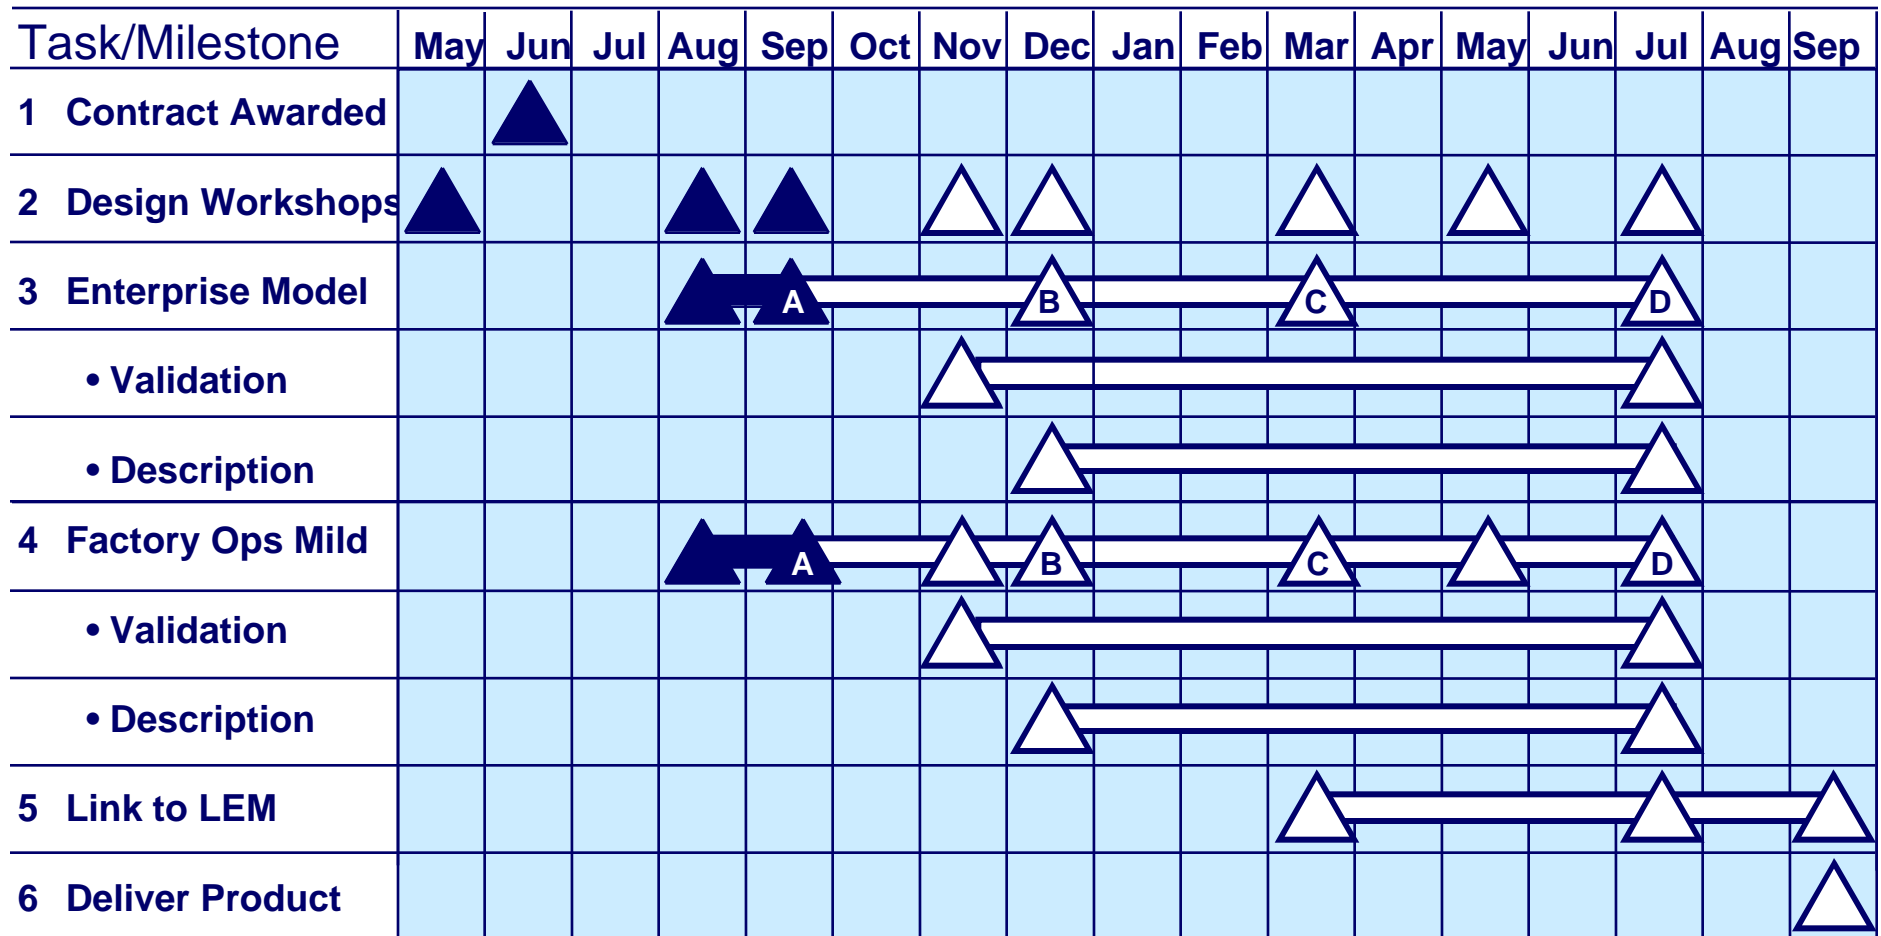 Task/Milestone May Jun Jul Aug Sep Oct Nov Dec Jan Feb Mar Apr May Jun Jul Aug Sep
1 Contract Awarded
2 Design Workshops
3 Enterprise Model A B C D
• Validation
• Description
4 Factory Ops Mild A B C D
• Validation
• Description
5 Link to LEM
6 Deliver Product